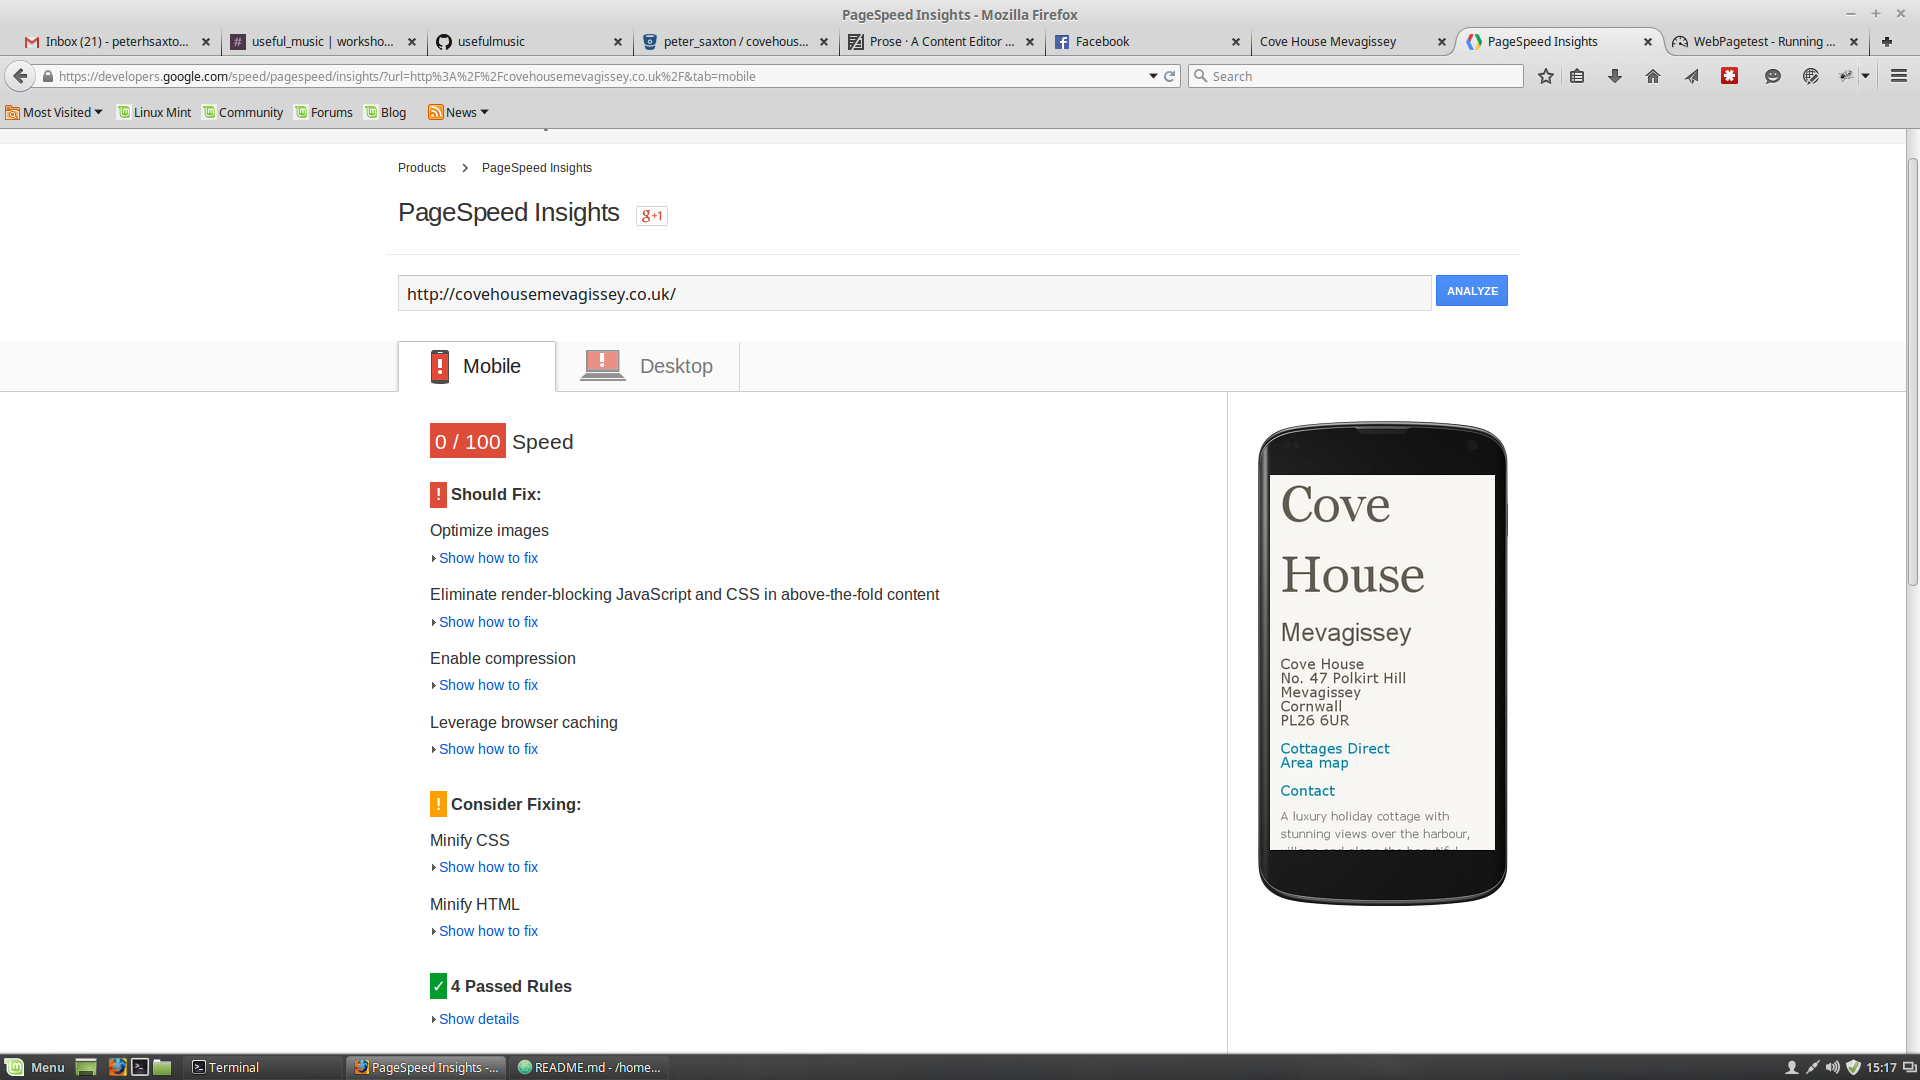 PageSpeed Insights - Mozilla Firefox
Inbox (21) - peterhsaxto...
useful_music | worksho...
usefulmusic
peter_saxton / covehous...
Prose · A Content Editor ...
Facebook
Cove House Mevagissey
PageSpeed Insights
WebPagetest - Running ...
https://developers.google.com/speed/pagespeed/insights/?url=http%3A%2F%2Fcovehousemevagissey.co.uk%2F&tab=mobile
Search
Most Visited
Linux Mint
Community
Forums
Blog
News
Products
PageSpeed Insights
PageSpeed Insights
g+1
http://covehousemevagissey.co.uk/
ANALYZE
Mobile
Desktop
0 / 100 Speed
! Should Fix:
Optimize images
Show how to fix
Eliminate render-blocking JavaScript and CSS in above-the-fold content
Show how to fix
Enable compression
Show how to fix
Leverage browser caching
Show how to fix
! Consider Fixing:
Minify CSS
Show how to fix
Minify HTML
Show how to fix
✓ 4 Passed Rules
Show details
Cove
House
Mevagissey
Cove House
No. 47 Polkirt Hill
Mevagissey
Cornwall
PL26 6UR
Cottages Direct
Area map
Contact
A luxury holiday cottage with
stunning views over the harbour,
village and along the beautiful
Menu
Terminal
PageSpeed Insights -...
README.md - /home...
15:17